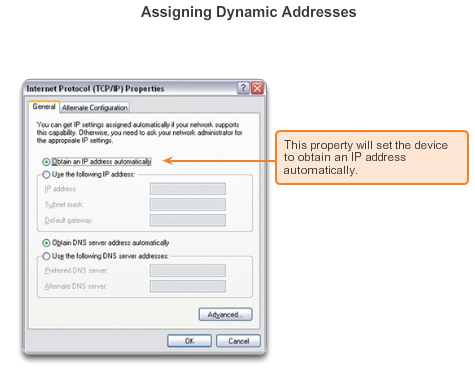 Assigning Dynamic Addresses
Internet Protocol (TCP/IP) Properties
General
Alternate Configuration
You can get IP settings assigned automatically if your network supports
this capability. Otherwise, you need to ask your network administrator for
the appropriate IP settings.
Obtain an IP address automatically
Use the following IP address:
IP address:
Subnet mask:
Default gateway:
Obtain DNS server address automatically
Use the following DNS server addresses:
Preferred DNS server:
Alternate DNS server:
Advanced...
OK
Cancel
This property will set the device
to obtain an IP address
automatically.